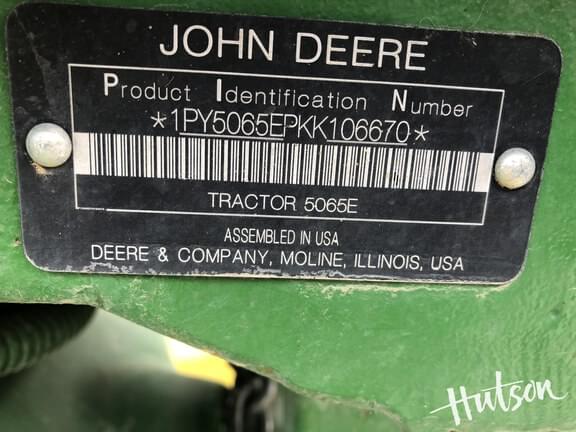 JOHN DEERE
Product Identification Number
*1PY5065EPKK106670*
TRACTOR 5065E
ASSEMBLED IN USA
DEERE & COMPANY, MOLINE, ILLINOIS, USA
Hutson